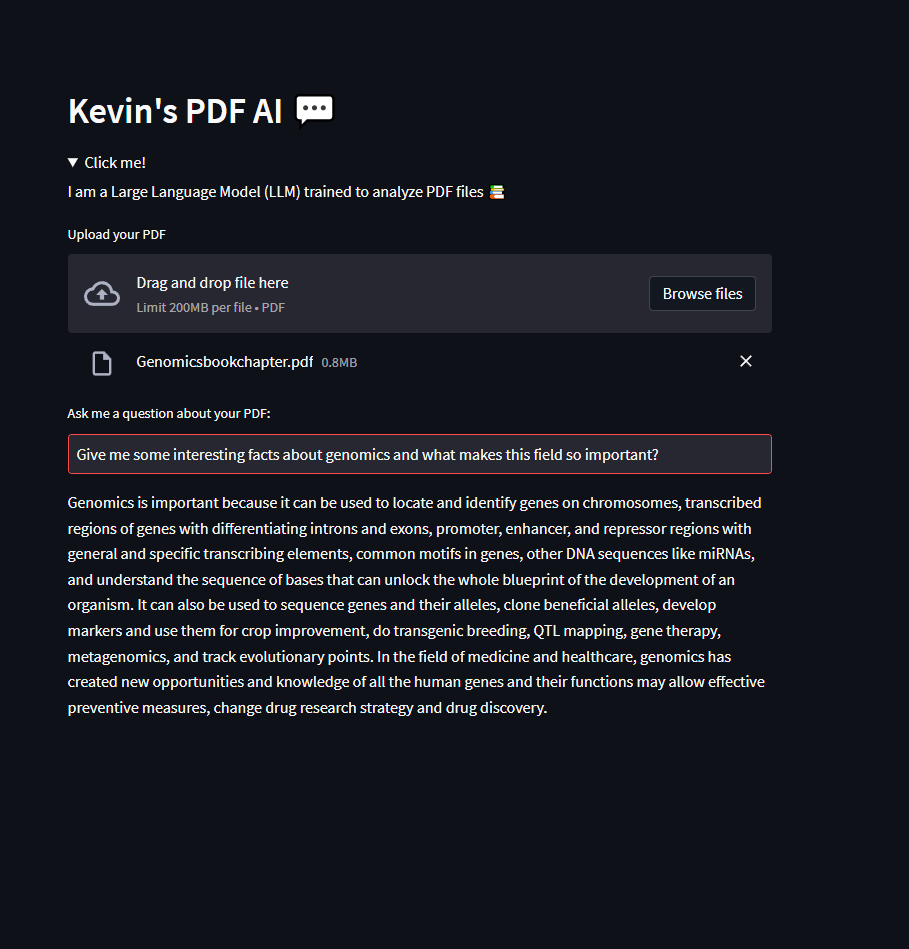 Kevin's PDF AI 💬
▼ Click me!
I am a Large Language Model (LLM) trained to analyze PDF files 📚
Upload your PDF
Drag and drop file here
Limit 200MB per file • PDF
Browse files
Genomicsbookchapter.pdf 0.8MB
Ask me a question about your PDF:
Give me some interesting facts about genomics and what makes this field so important?
Genomics is important because it can be used to locate and identify genes on chromosomes, transcribed
regions of genes with differentiating introns and exons, promoter, enhancer, and repressor regions with
general and specific transcribing elements, common motifs in genes, other DNA sequences like miRNAs,
and understand the sequence of bases that can unlock the whole blueprint of the development of an
organism. It can also be used to sequence genes and their alleles, clone beneficial alleles, develop
markers and use them for crop improvement, do transgenic breeding, QTL mapping, gene therapy,
metagenomics, and track evolutionary points. In the field of medicine and healthcare, genomics has
created new opportunities and knowledge of all the human genes and their functions may allow effective
preventive measures, change drug research strategy and drug discovery.